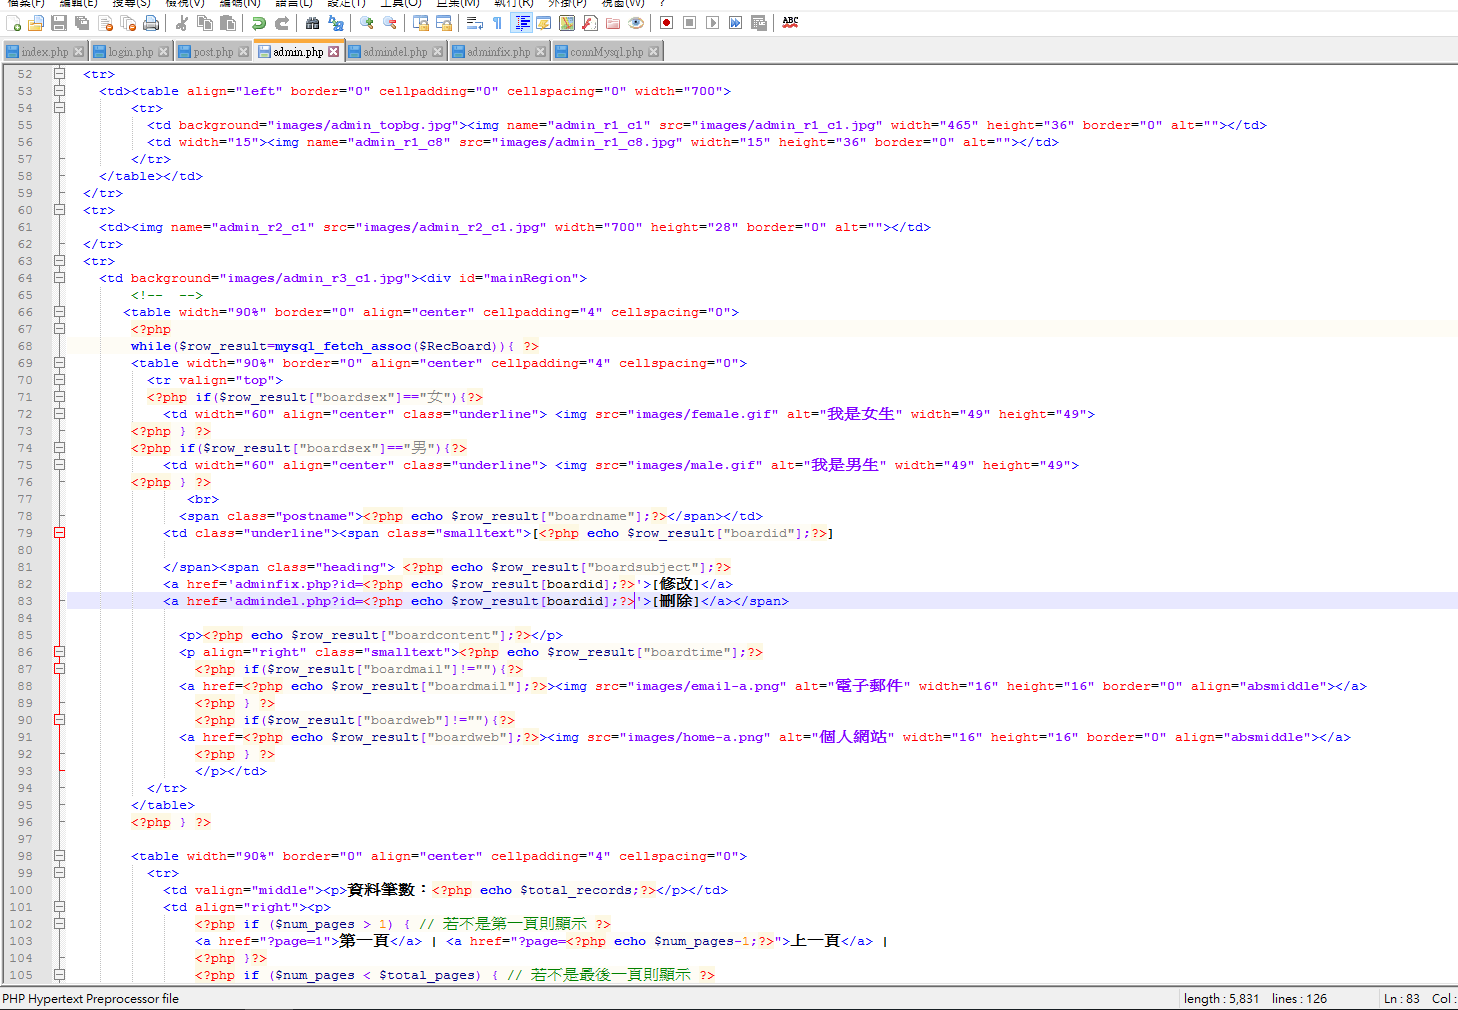 檔案(F) 編輯(E) 搜尋(S) 檢視(V) 編碼(N) 語言(L) 設定(T) 工具(O) 巨集(M) 執行(R) 外掛(P) 視窗(W) ?
index.php login.php post.php admin.php admindel.php adminfix.php connMysql.php
52 <tr>
53 <td><table align="left" border="0" cellpadding="0" cellspacing="0" width="700">
54 <tr>
55 <td background="images/admin_topbg.jpg"><img name="admin_r1_c1" src="images/admin_r1_c1.jpg" width="465" height="36" border="0" alt=""></td>
56 <td width="15"><img name="admin_r1_c8" src="images/admin_r1_c8.jpg" width="15" height="36" border="0" alt=""></td>
57 </tr>
58 </table></td>
59 </tr>
60 <tr>
61 <td><img name="admin_r2_c1" src="images/admin_r2_c1.jpg" width="700" height="28" border="0" alt=""></td>
62 </tr>
63 <tr>
64 <td background="images/admin_r3_c1.jpg"><div id="mainRegion">
65 <!--  -->
66 <table width="90%" border="0" align="center" cellpadding="4" cellspacing="0">
67 <?php
68 while($row_result=mysql_fetch_assoc($RecBoard)){ ?>
69 <table width="90%" border="0" align="center" cellpadding="4" cellspacing="0">
70 <tr valign="top">
71 <?php if($row_result["boardsex"]=="女"){?>
72 <td width="60" align="center" class="underline"> <img src="images/female.gif" alt="我是女生" width="49" height="49">
73 <?php } ?>
74 <?php if($row_result["boardsex"]=="男"){?>
75 <td width="60" align="center" class="underline"> <img src="images/male.gif" alt="我是男生" width="49" height="49">
76 <?php } ?>
77 <br>
78 <span class="postname"><?php echo $row_result["boardname"];?></span></td>
79 <td class="underline"><span class="smalltext">[<?php echo $row_result["boardid"];?>]
80
81 </span><span class="heading"> <?php echo $row_result["boardsubject"];?>
82 <a href='adminfix.php?id=<?php echo $row_result[boardid];?>'>[修改]</a>
83 <a href='admindel.php?id=<?php echo $row_result[boardid];?>'>[刪除]</a></span>
84
85 <p><?php echo $row_result["boardcontent"];?></p>
86 <p align="right" class="smalltext"><?php echo $row_result["boardtime"];?>
87 <?php if($row_result["boardmail"]!=""){?>
88 <a href=<?php echo $row_result["boardmail"];?>><img src="images/email-a.png" alt="電子郵件" width="16" height="16" border="0" align="absmiddle"></a>
89 <?php } ?>
90 <?php if($row_result["boardweb"]!=""){?>
91 <a href=<?php echo $row_result["boardweb"];?>><img src="images/home-a.png" alt="個人網站" width="16" height="16" border="0" align="absmiddle"></a>
92 <?php } ?>
93 </p></td>
94 </tr>
95 </table>
96 <?php } ?>
97
98 <table width="90%" border="0" align="center" cellpadding="4" cellspacing="0">
99 <tr>
100 <td valign="middle"><p>資料筆數：<?php echo $total_records;?></p></td>
101 <td align="right"><p>
102 <?php if ($num_pages > 1) { // 若不是第一頁則顯示 ?>
103 <a href="?page=1">第一頁</a> | <a href="?page=<?php echo $num_pages-1;?>">上一頁</a> |
104 <?php }?>
105 <?php if ($num_pages < $total_pages) { // 若不是最後一頁則顯示 ?>
PHP Hypertext Preprocessor file length : 5,831 lines : 126 Ln : 83 Col :